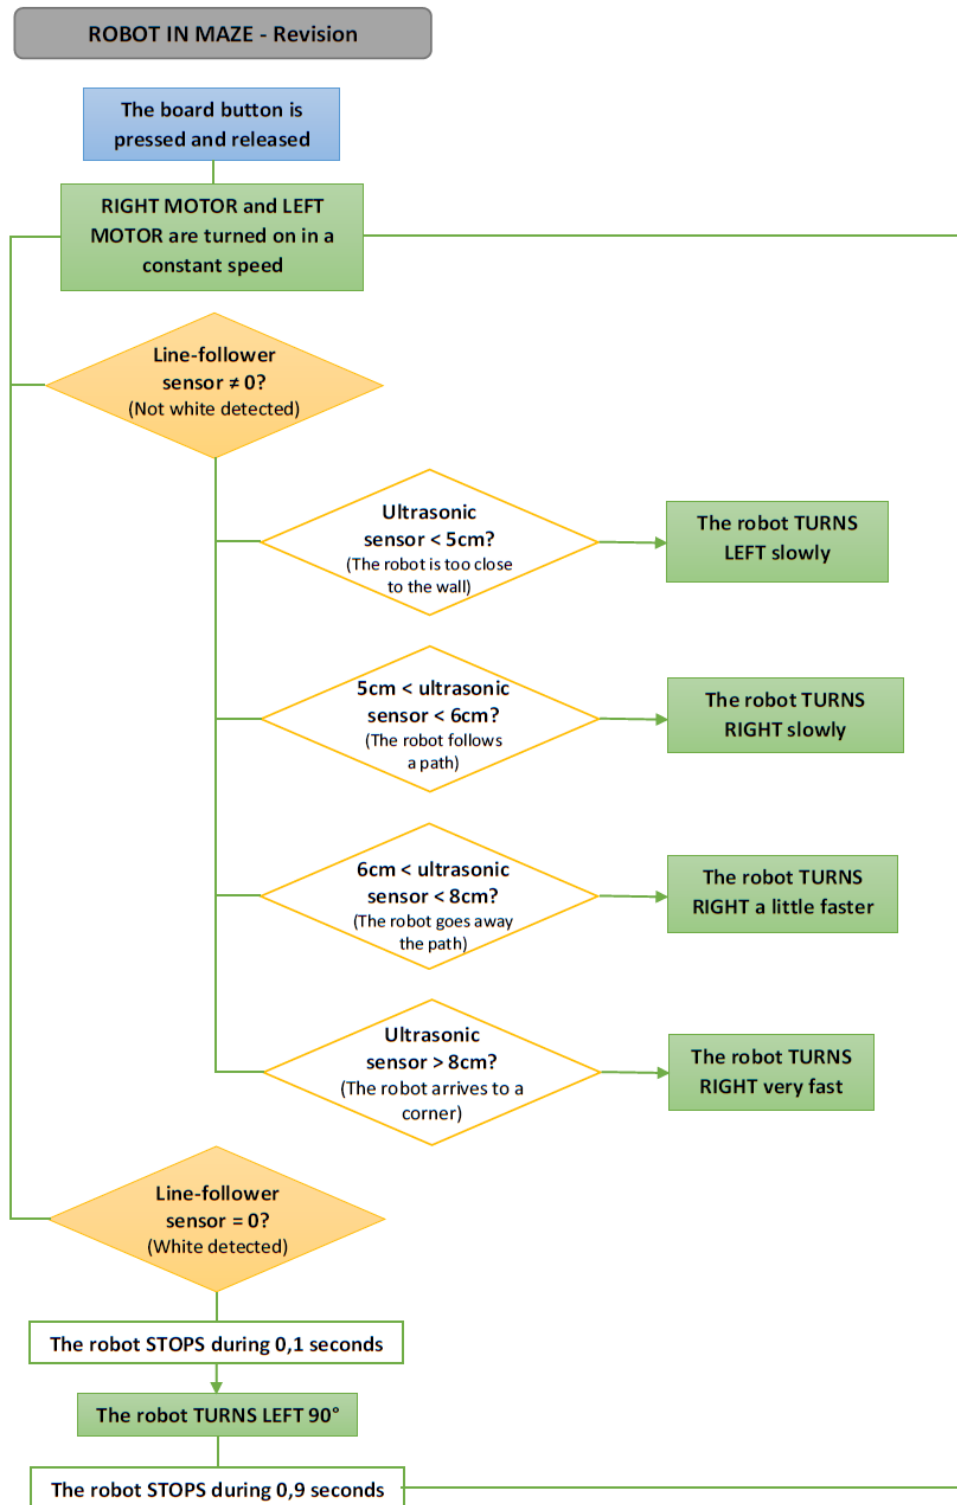 ROBOT IN MAZE - Revision
The board button is
pressed and released
RIGHT MOTOR and LEFT
MOTOR are turned on in a
constant speed
Line-follower
sensor ≠ 0?
(Not white detected)
Ultrasonic
sensor < 5cm?
(The robot is too close
to the wall)
The robot TURNS
LEFT slowly
5cm < ultrasonic
sensor < 6cm?
(The robot follows
a path)
The robot TURNS
RIGHT slowly
6cm < ultrasonic
sensor < 8cm?
(The robot goes away
the path)
The robot TURNS
RIGHT a little faster
Ultrasonic
sensor > 8cm?
(The robot arrives to a
corner)
The robot TURNS
RIGHT very fast
Line-follower
sensor = 0?
(White detected)
The robot STOPS during 0,1 seconds
The robot TURNS LEFT 90°
The robot STOPS during 0,9 seconds